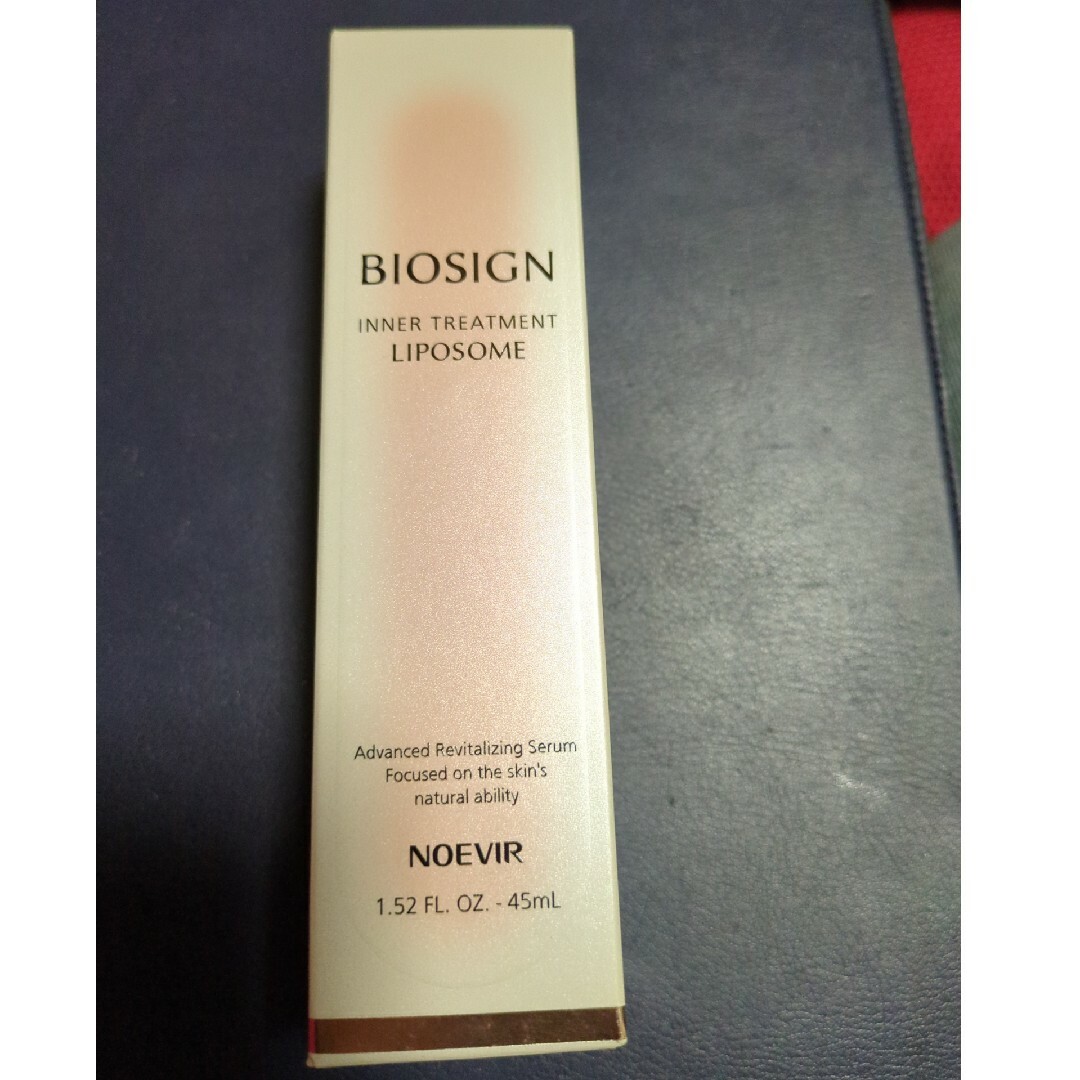 BIOSIGN
INNER TREATMENT
LIPOSOME
Advanced Revitalizing Serum
Focused on the skin's
natural ability
NOEVIR
1.52 FL. OZ. - 45mL